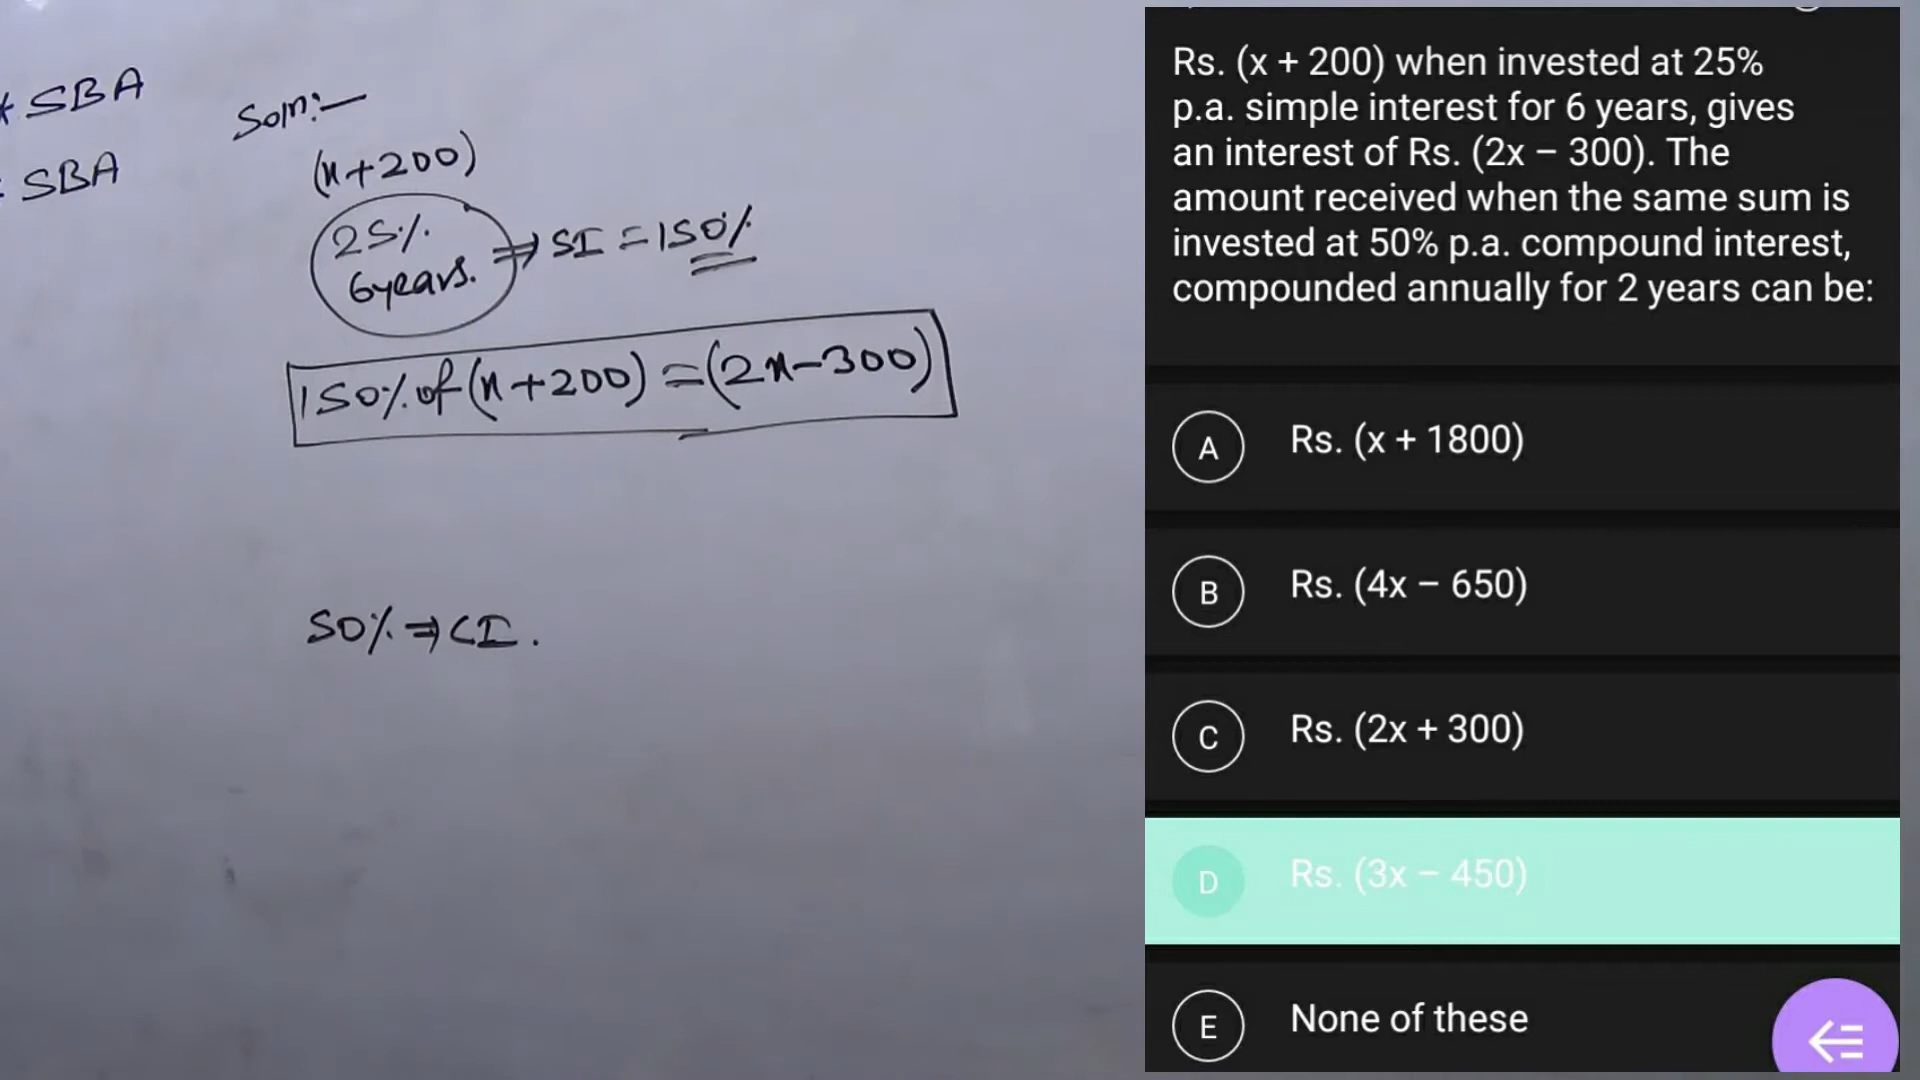 * SBA
SBA
Soln:-
(x+200)
25%
6years.
⇒ SI = 150%
150% of (x+200) = (2x-300)
50% ⇒ CI.
Rs. (x + 200) when invested at 25%
p.a. simple interest for 6 years, gives
an interest of Rs. (2x – 300). The
amount received when the same sum is
invested at 50% p.a. compound interest,
compounded annually for 2 years can be:
A Rs. (x + 1800)
B Rs. (4x – 650)
C Rs. (2x + 300)
D Rs. (3x – 450)
E None of these